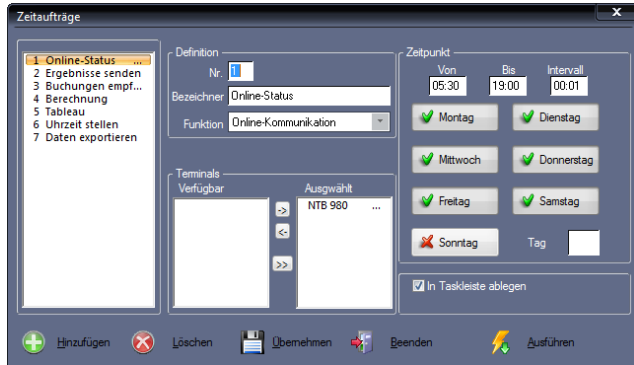 Zeitaufträge
x
1 Online-Status ...
2 Ergebnisse senden
3 Buchungen empf...
4 Berechnung
5 Tableau
6 Uhrzeit stellen
7 Daten exportieren
Definition
Nr. 1
Bezeichner Online-Status
Funktion Online-Kommunikation
Terminals
Verfügbar
Ausgwählt
NTB 980 ...
->
<-
>>
Zeitpunkt
Von Bis Intervall
05:30 19:00 00:01
Montag Dienstag
Mittwoch Donnerstag
Freitag Samstag
Sonntag Tag
In Taskleiste ablegen
Hinzufügen Löschen Übernehmen Beenden Ausführen